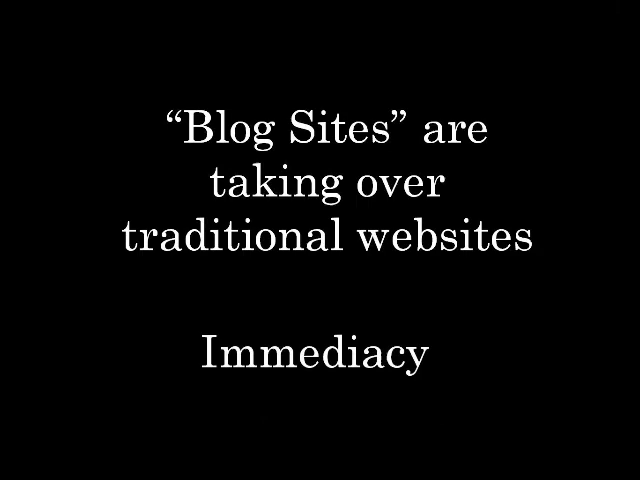 “Blog Sites” are
taking over
traditional websites
Immediacy